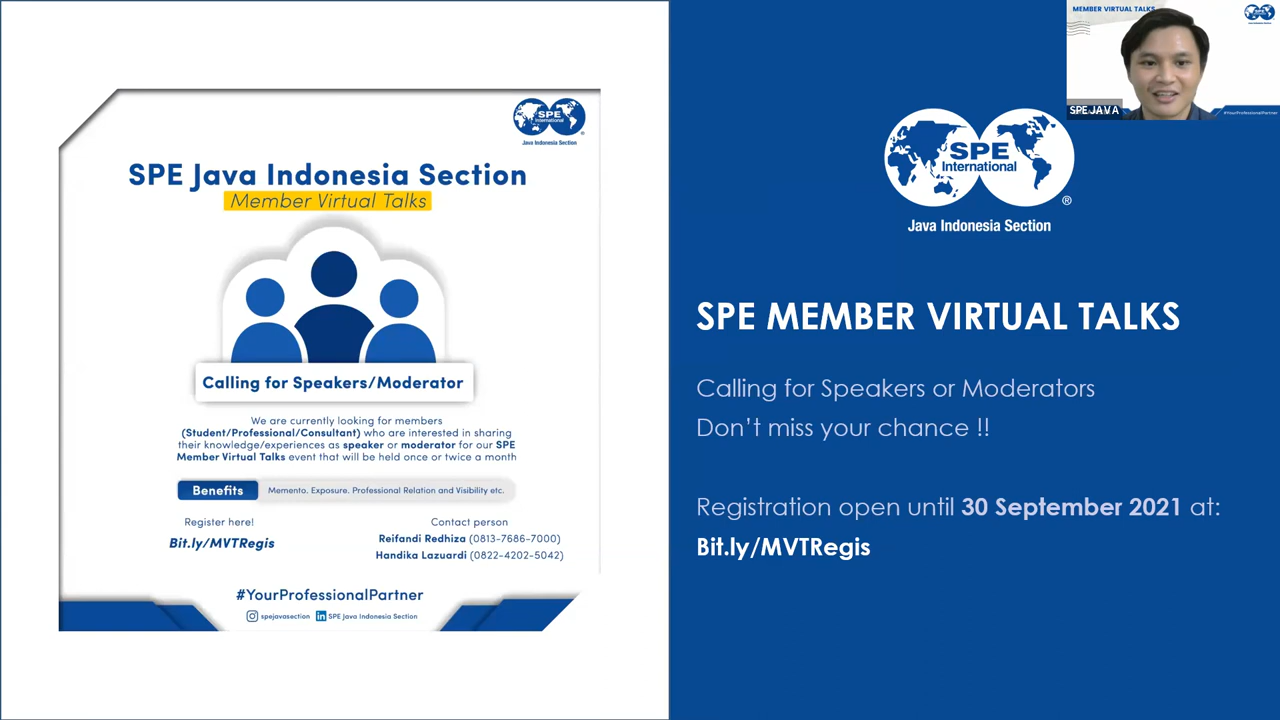 SPE
International
®
Java Indonesia Section
SPE Java Indonesia Section
Member Virtual Talks
Calling for Speakers/Moderator
We are currently looking for members
(Student/Professional/Consultant) who are interested in sharing
their knowledge/experiences as speaker or moderator for our SPE
Member Virtual Talks event that will be held once or twice a month
Benefits
Memento. Exposure. Professional Relation and Visibility etc.
Register here!
Bit.ly/MVTRegis
Contact person
Reifandi Redhiza (0813-7686-7000)
Handika Lazuardi (0822-4202-5042)
#YourProfessionalPartner
spejavasection
in SPE Java Indonesia Section
MEMBER VIRTUAL TALKS
SPE JAVA
#YourProfessionalPartner
SPE
International
®
Java Indonesia Section
SPE MEMBER VIRTUAL TALKS
Calling for Speakers or Moderators
Don't miss your chance !!
Registration open until 30 September 2021 at:
Bit.ly/MVTRegis